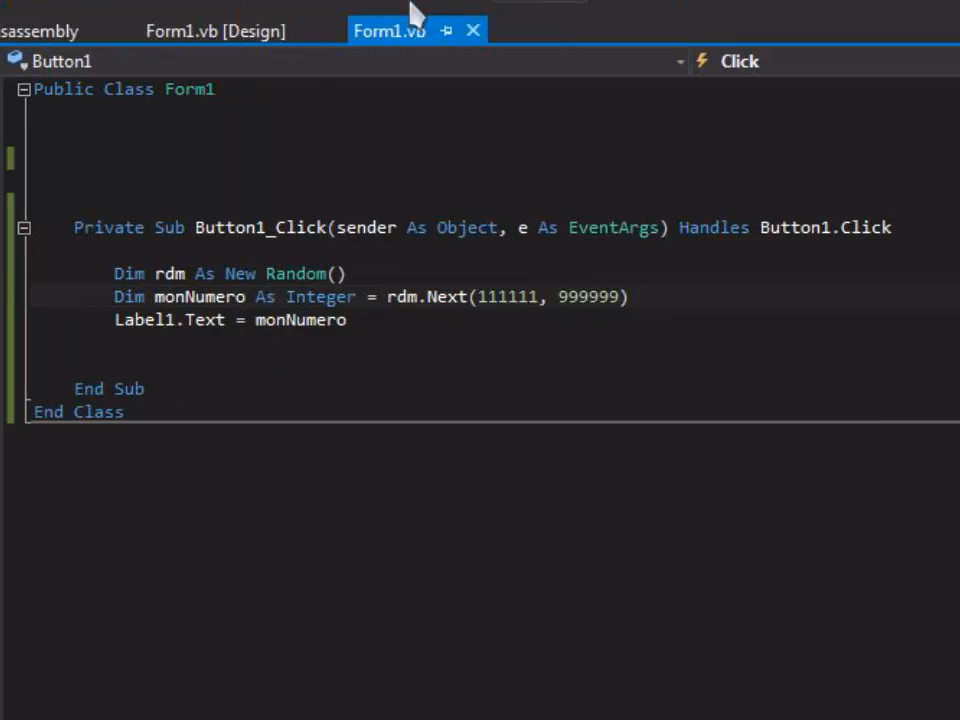 sassembly Form1.vb [Design] Form1.vb
Button1 Click
Public Class Form1
Private Sub Button1_Click(sender As Object, e As EventArgs) Handles Button1.Click
Dim rdm As New Random()
Dim monNumero As Integer = rdm.Next(111111, 999999)
Label1.Text = monNumero
End Sub
End Class